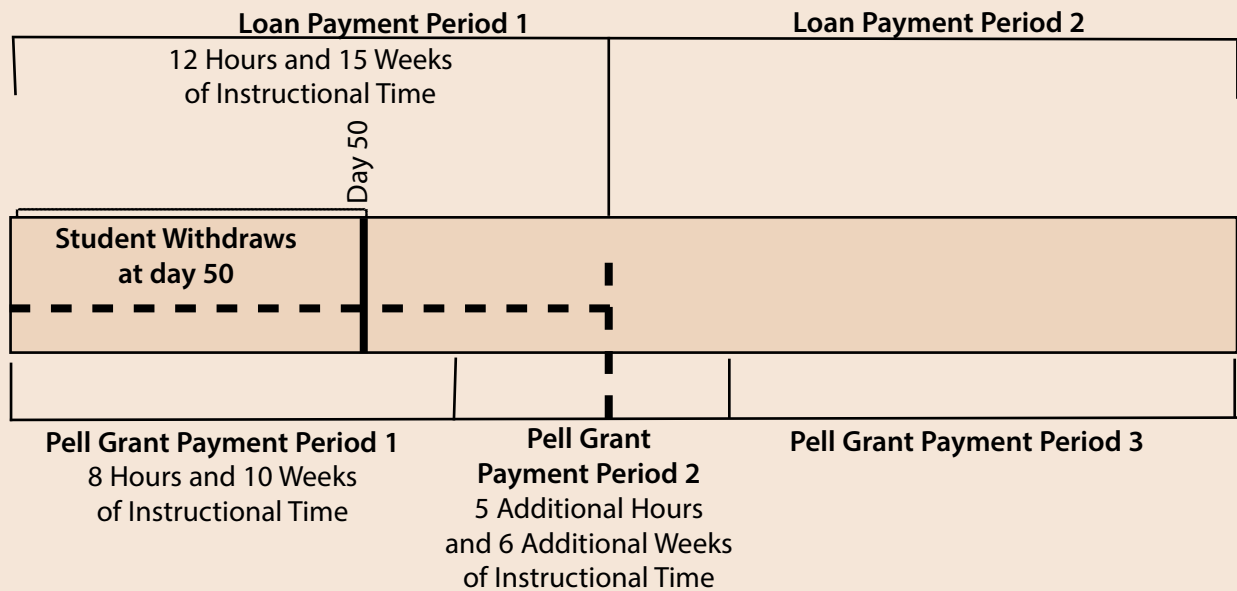 Loan Payment Period 1
Loan Payment Period 2
12 Hours and 15 Weeks
of Instructional Time
Day 50
Student Withdraws
at day 50
Pell Grant Payment Period 1
8 Hours and 10 Weeks
of Instructional Time
Pell Grant
Payment Period 2
5 Additional Hours
and 6 Additional Weeks
of Instructional Time
Pell Grant Payment Period 3